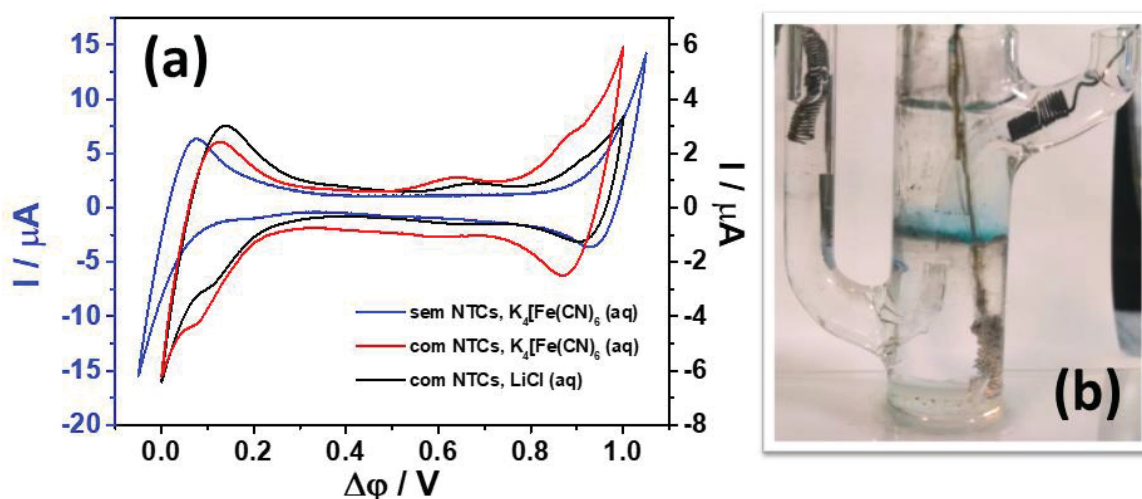 (a)
I / μA
17.5
15
10
5
0
-5
-10
-15
-20
6
4
2
0
-2
-4
-6
-8
I / μA
sem NTCs, K₄[Fe(CN)₆ (aq)
com NTCs, K₄[Fe(CN)₆ (aq)
com NTCs, LiCl (aq)
0.0 0.2 0.4 0.6 0.8 1.0
Δφ / V
(b)